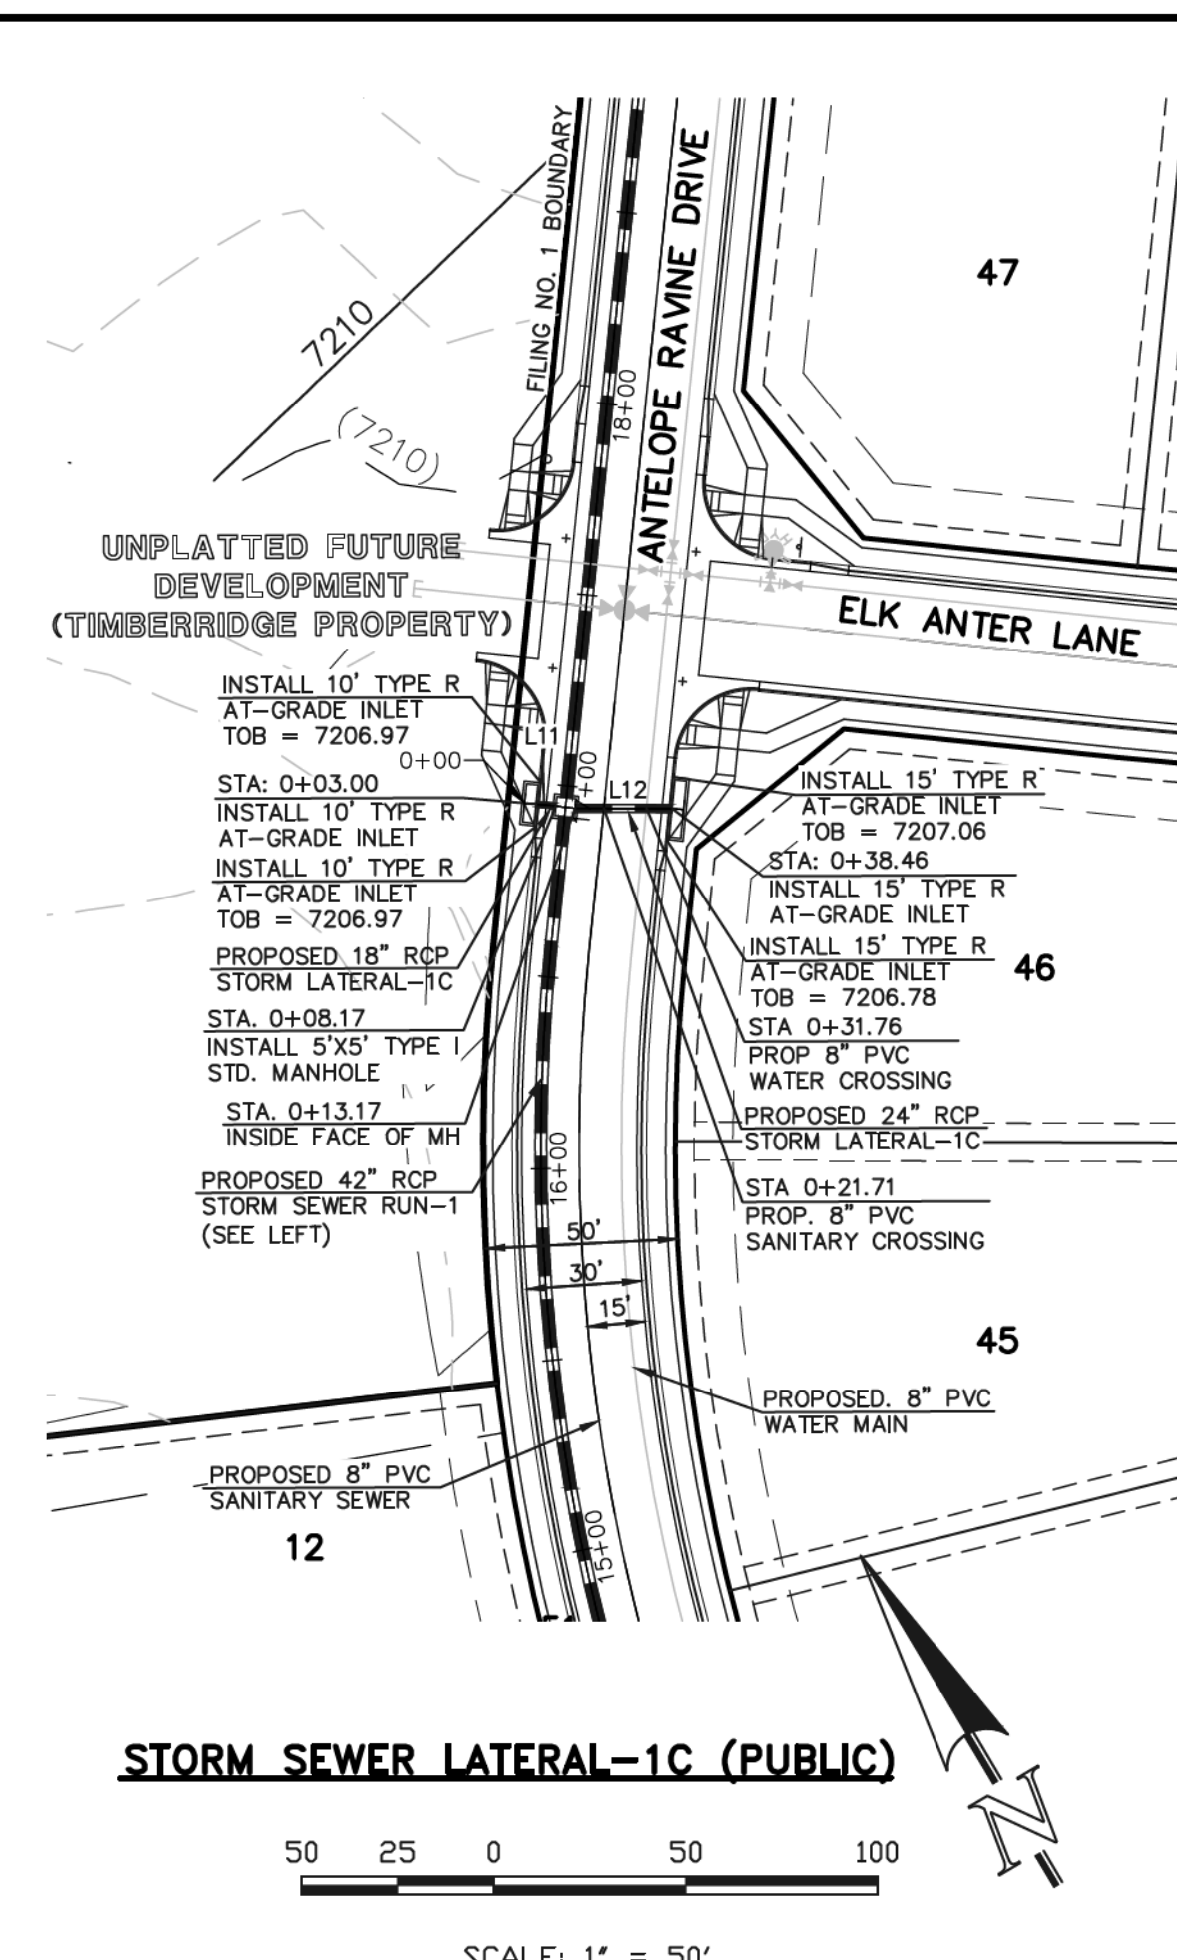 FILING NO. 1 BOUNDARY
ANTELOPE RAVINE DRIVE
47
7210
18+00
(7210)
UNPLATTED FUTURE
DEVELOPMENT
(TIMBERRIDGE PROPERTY)
ELK ANTER LANE
INSTALL 10' TYPE R
AT-GRADE INLET
TOB = 7206.97
L11
0+00
STA: 0+03.00
INSTALL 10' TYPE R
AT-GRADE INLET
INSTALL 10' TYPE R
AT-GRADE INLET
TOB = 7206.97
PROPOSED 18" RCP
STORM LATERAL-1C
STA. 0+08.17
INSTALL 5'X5' TYPE I
STD. MANHOLE
STA. 0+13.17
INSIDE FACE OF MH
PROPOSED 42" RCP
STORM SEWER RUN-1
(SEE LEFT)
+00
L12
INSTALL 15' TYPE R
AT-GRADE INLET
TOB = 7207.06
STA: 0+38.46
INSTALL 15' TYPE R
AT-GRADE INLET
INSTALL 15' TYPE R
AT-GRADE INLET
TOB = 7206.78
46
STA 0+31.76
PROP 8" PVC
WATER CROSSING
PROPOSED 24" RCP
STORM LATERAL-1C
STA 0+21.71
PROP. 8" PVC
SANITARY CROSSING
16+00
50'
30'
15'
45
PROPOSED. 8" PVC
WATER MAIN
PROPOSED 8" PVC
SANITARY SEWER
12
15+00
STORM SEWER LATERAL-1C (PUBLIC)
N
50 25 0 50 100
SCALE: 1" = 50'